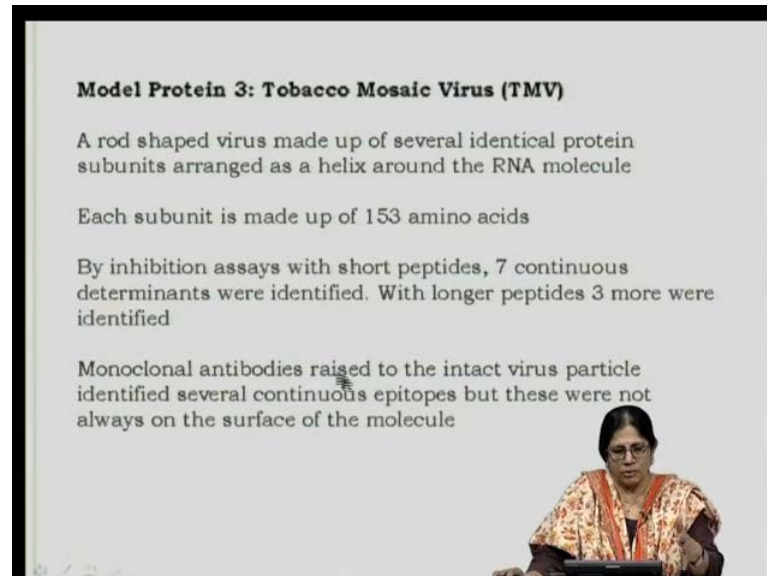 Model Protein 3: Tobacco Mosaic Virus (TMV)
A rod shaped virus made up of several identical protein
subunits arranged as a helix around the RNA molecule
Each subunit is made up of 153 amino acids
By inhibition assays with short peptides, 7 continuous
determinants were identified. With longer peptides 3 more were
identified
Monoclonal antibodies raised to the intact virus particle
identified several continuous epitopes but these were not
always on the surface of the molecule